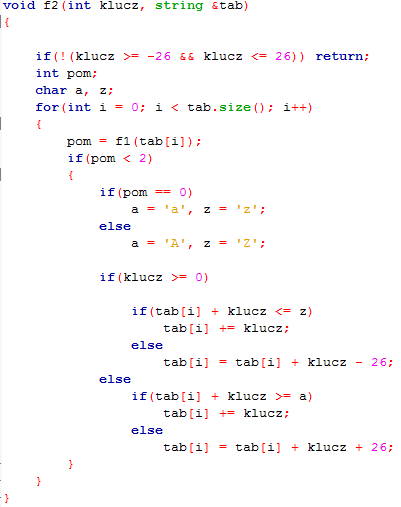 void f2(int klucz, string &tab)
{
if(!(klucz >= -26 && klucz <= 26)) return;
int pom;
char a, z;
for(int i = 0; i < tab.size(); i++)
{
pom = f1(tab[i]);
if(pom < 2)
{
if(pom == 0)
a = 'a', z = 'z';
else
a = 'A', z = 'Z';
if(klucz >= 0)
if(tab[i] + klucz <= z)
tab[i] += klucz;
else
tab[i] = tab[i] + klucz - 26;
else
if(tab[i] + klucz >= a)
tab[i] += klucz;
else
tab[i] = tab[i] + klucz + 26;
}
}
}